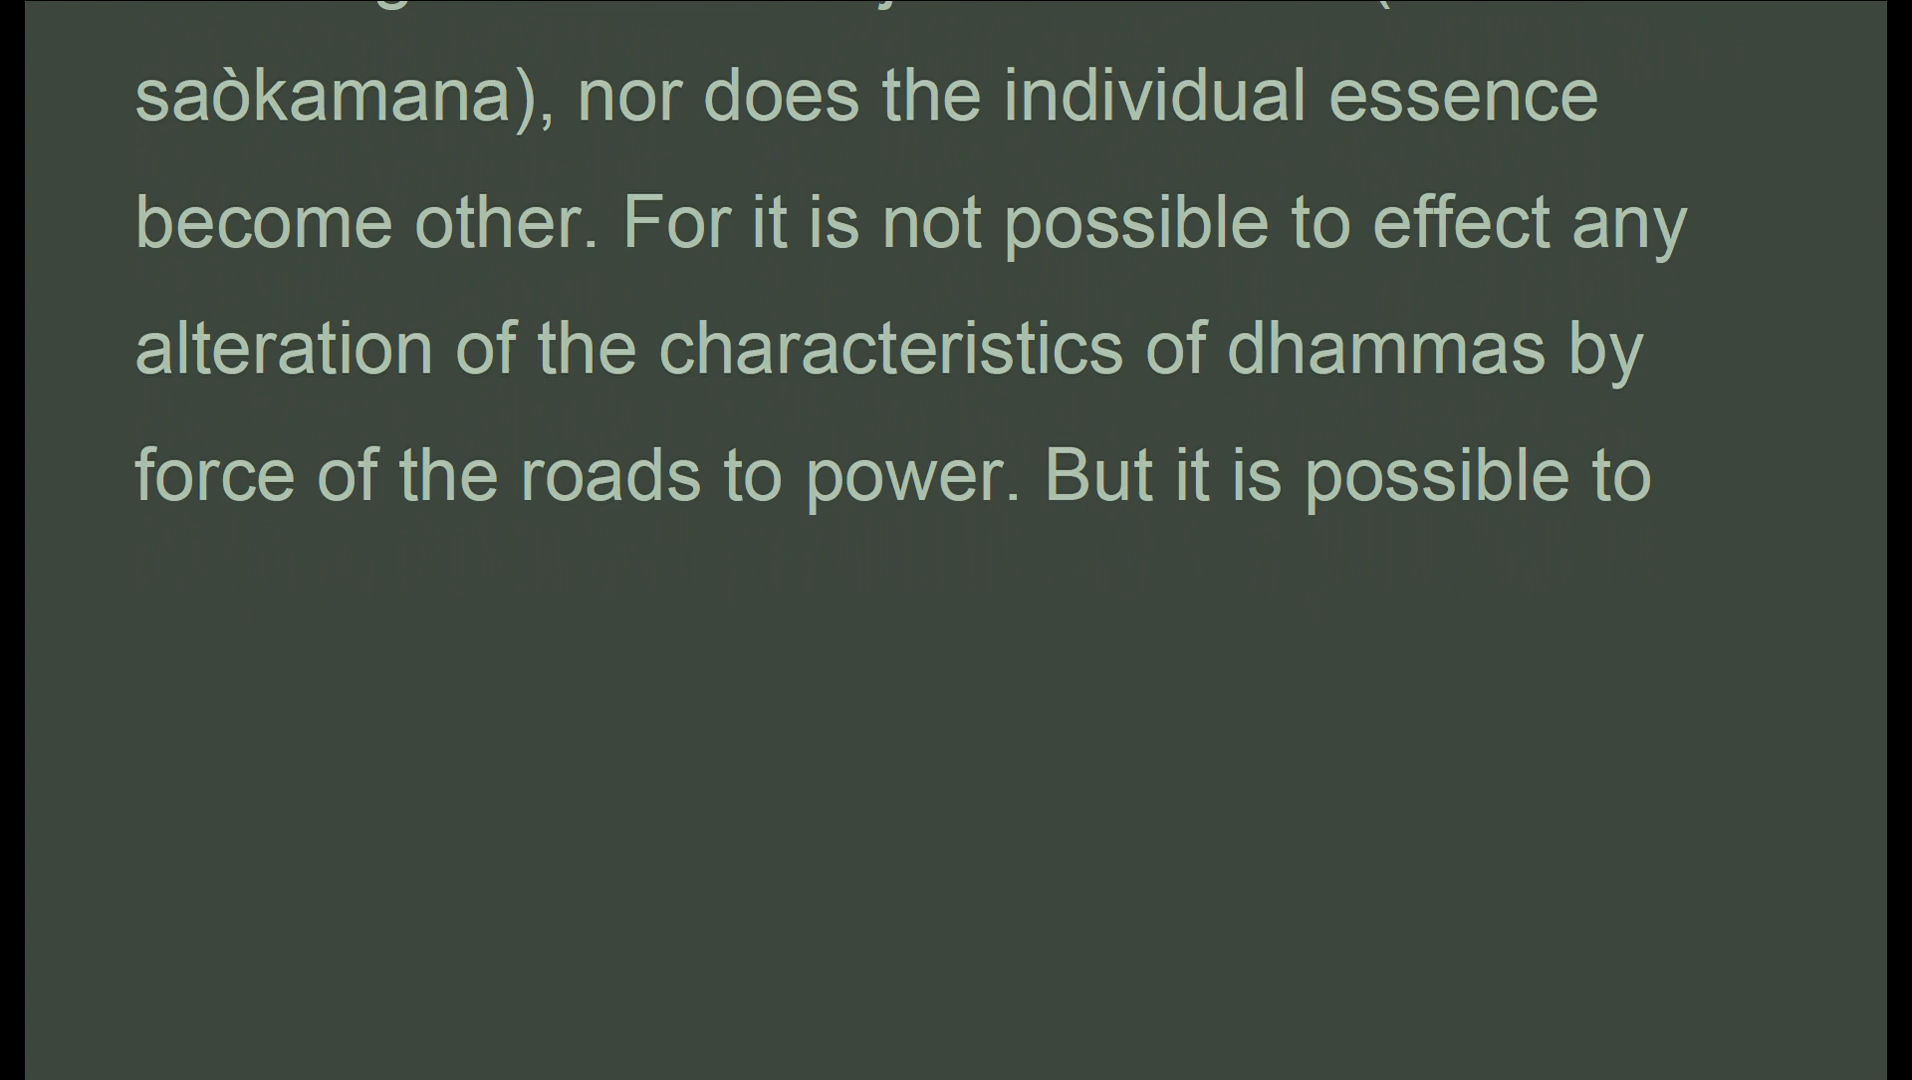 saòkamana), nor does the individual essence
become other. For it is not possible to effect any
alteration of the characteristics of dhammas by
force of the roads to power. But it is possible to